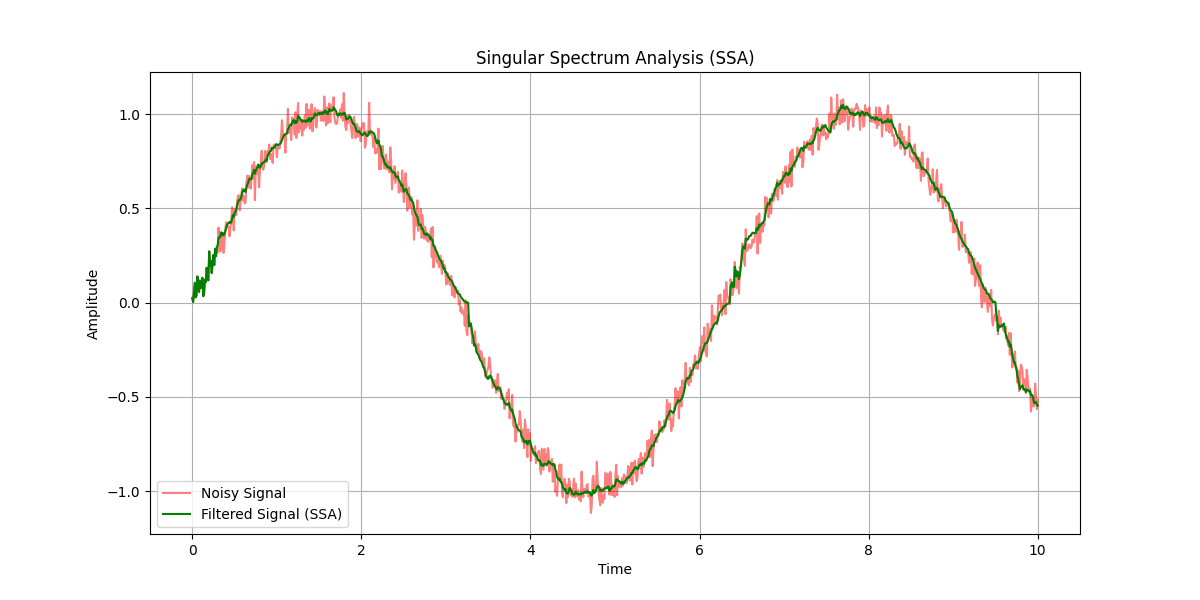 Singular Spectrum Analysis (SSA)
1.0
0.5
0.0
−0.5
−1.0
Amplitude
Noisy Signal
Filtered Signal (SSA)
0 2 4 6 8 10
Time